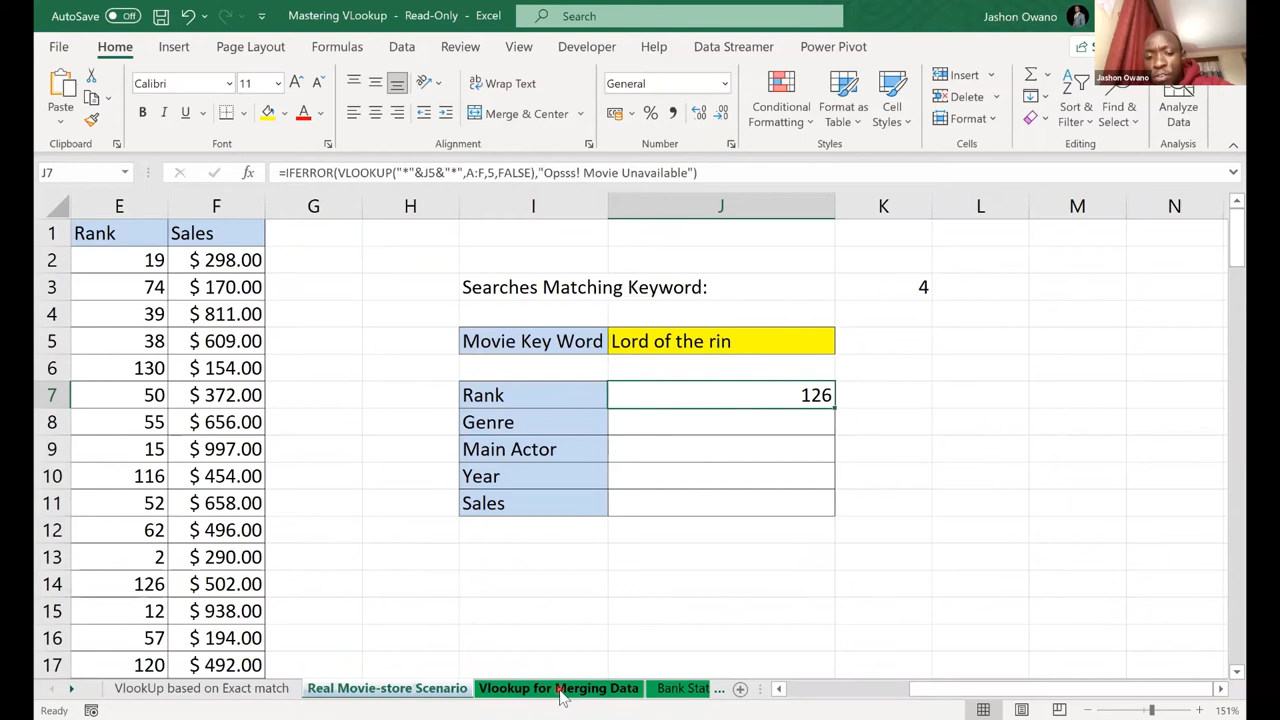 AutoSave Off Mastering VLookup - Read-Only - Excel Search Jashon Owano
File Home Insert Page Layout Formulas Data Review View Developer Help Data Streamer Power Pivot
Jashon Owano
Paste Calibri 11 Wrap Text General Conditional Formatting Format as Table Cell Styles Insert Sort & Filter Find & Select Analyze Data
B I U Merge & Center Delete
Format
Clipboard Font Alignment Number Styles Cells Editing Analysis
J7 fx =IFERROR(VLOOKUP("*"&J5&"*",A:F,5,FALSE),"Opsss! Movie Unavailable")
E F G H I J K L M N
1 Rank Sales
2 19 $ 298.00
3 74 $ 170.00 Searches Matching Keyword: 4
4 39 $ 811.00
5 38 $ 609.00 Movie Key Word Lord of the rin
6 130 $ 154.00
7 50 $ 372.00 Rank 126
8 55 $ 656.00 Genre
9 15 $ 997.00 Main Actor
10 116 $ 454.00 Year
11 52 $ 658.00 Sales
12 62 $ 496.00
13 2 $ 290.00
14 126 $ 502.00
15 12 $ 938.00
16 57 $ 194.00
17 120 $ 492.00
VlookUp based on Exact match Real Movie-store Scenario Vlookup for Merging Data Bank Stat ...
Ready 151%